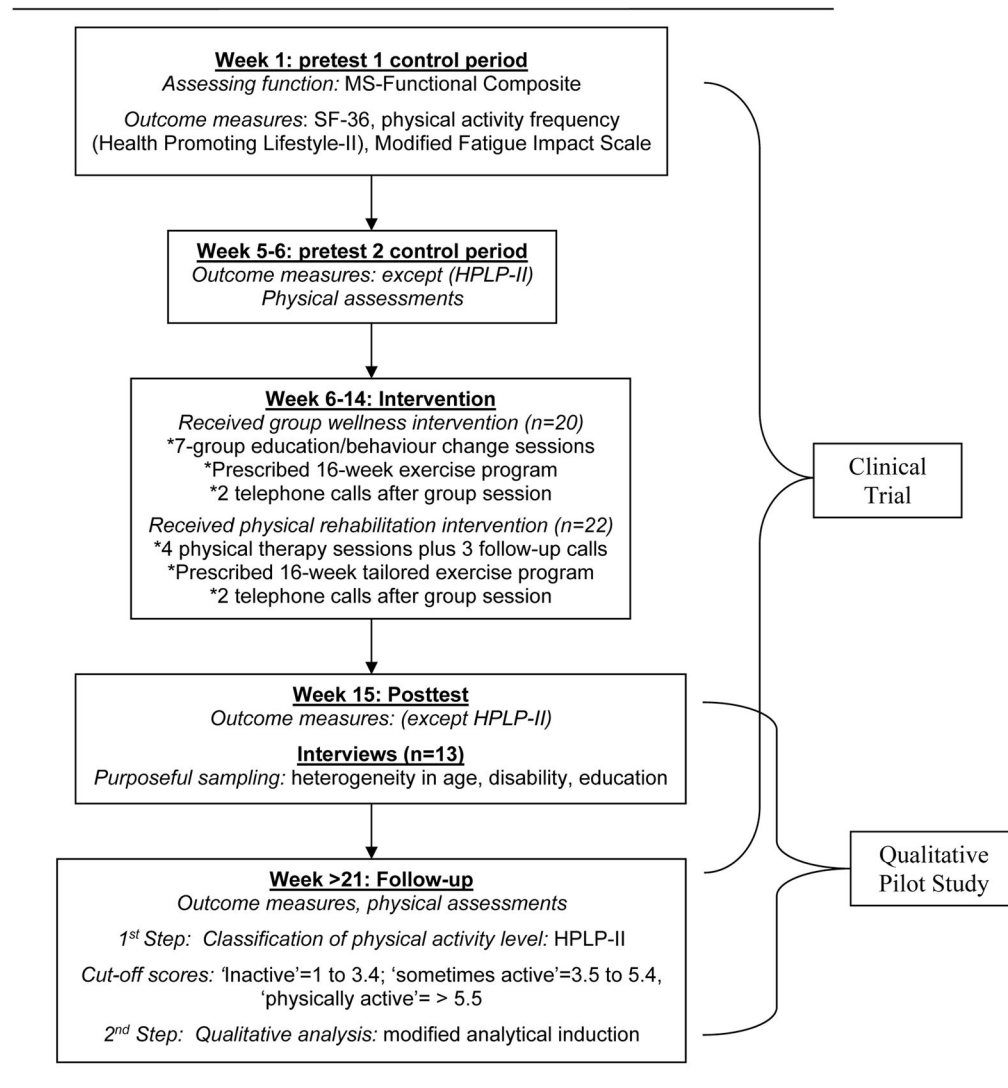 Week 1: pretest 1 control period
Assessing function: MS-Functional Composite
Outcome measures: SF-36, physical activity frequency
(Health Promoting Lifestyle-II), Modified Fatigue Impact Scale
Week 5-6: pretest 2 control period
Outcome measures: except (HPLP-II)
Physical assessments
Week 6-14: Intervention
Received group wellness intervention (n=20)
*7-group education/behaviour change sessions
*Prescribed 16-week exercise program
*2 telephone calls after group session
Received physical rehabilitation intervention (n=22)
*4 physical therapy sessions plus 3 follow-up calls
*Prescribed 16-week tailored exercise program
*2 telephone calls after group session
Clinical
Trial
Week 15: Posttest
Outcome measures: (except HPLP-II)
Interviews (n=13)
Purposeful sampling: heterogeneity in age, disability, education
Week >21: Follow-up
Outcome measures, physical assessments
1st Step: Classification of physical activity level: HPLP-II
Cut-off scores: ‘Inactive’=1 to 3.4; ‘sometimes active’=3.5 to 5.4,
‘physically active’= > 5.5
2nd Step: Qualitative analysis: modified analytical induction
Qualitative
Pilot Study